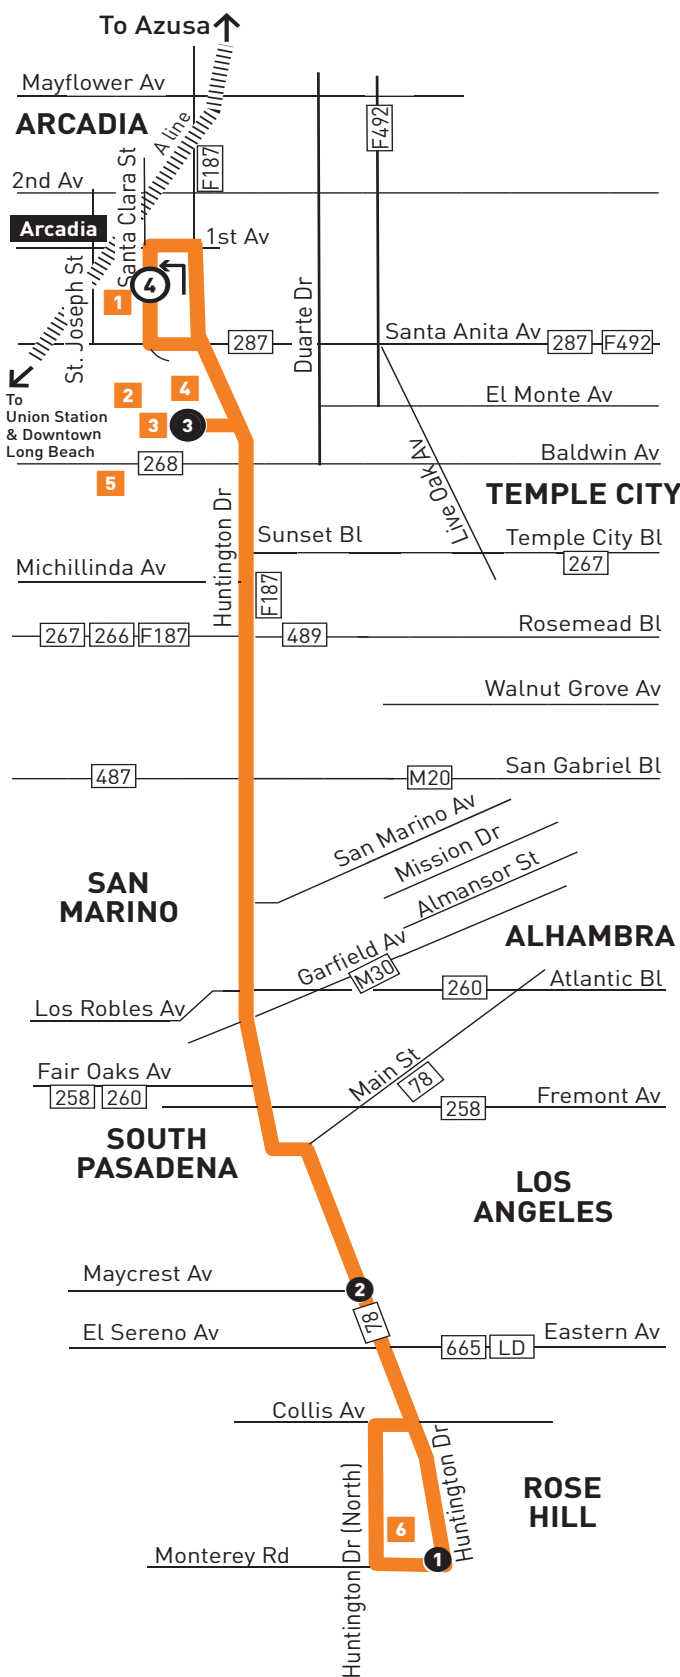 To Azusa
Mayflower Av
ARCADIA
A line
F492
F187
2nd Av
Santa Clara St
Arcadia
1st Av
4
1
St. Joseph St
Duarte Dr
287
Santa Anita Av
287
F492
To
Union Station
& Downtown
Long Beach
2
4
El Monte Av
3
3
Baldwin Av
268
5
Live Oak Av
TEMPLE CITY
Huntington Dr
Sunset Bl
Temple City Bl
267
Michillinda Av
F187
267
266
F187
489
Rosemead Bl
Walnut Grove Av
487
M20
San Gabriel Bl
San Marino Av
Mission Dr
Almansor St
SAN
MARINO
Garfield Av
M30
ALHAMBRA
Los Robles Av
260
Atlantic Bl
Fair Oaks Av
258
260
Main St
78
258
Fremont Av
SOUTH
PASADENA
LOS
ANGELES
Maycrest Av
2
78
El Sereno Av
665
LD
Eastern Av
Collis Av
Huntington Dr
Huntington Dr (North)
6
ROSE
HILL
Monterey Rd
1